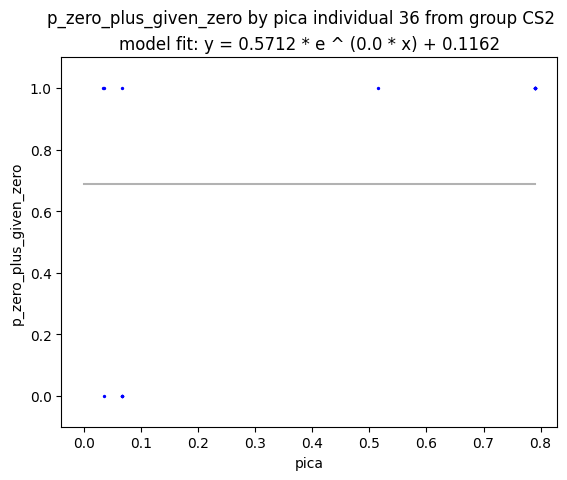 p_zero_plus_given_zero by pica individual 36 from group CS2
model fit: y = 0.5712 * e ^ (0.0 * x) + 0.1162
1.0
0.8
0.6
0.4
0.2
0.0
p_zero_plus_given_zero
0.0 0.1 0.2 0.3 0.4 0.5 0.6 0.7 0.8
pica